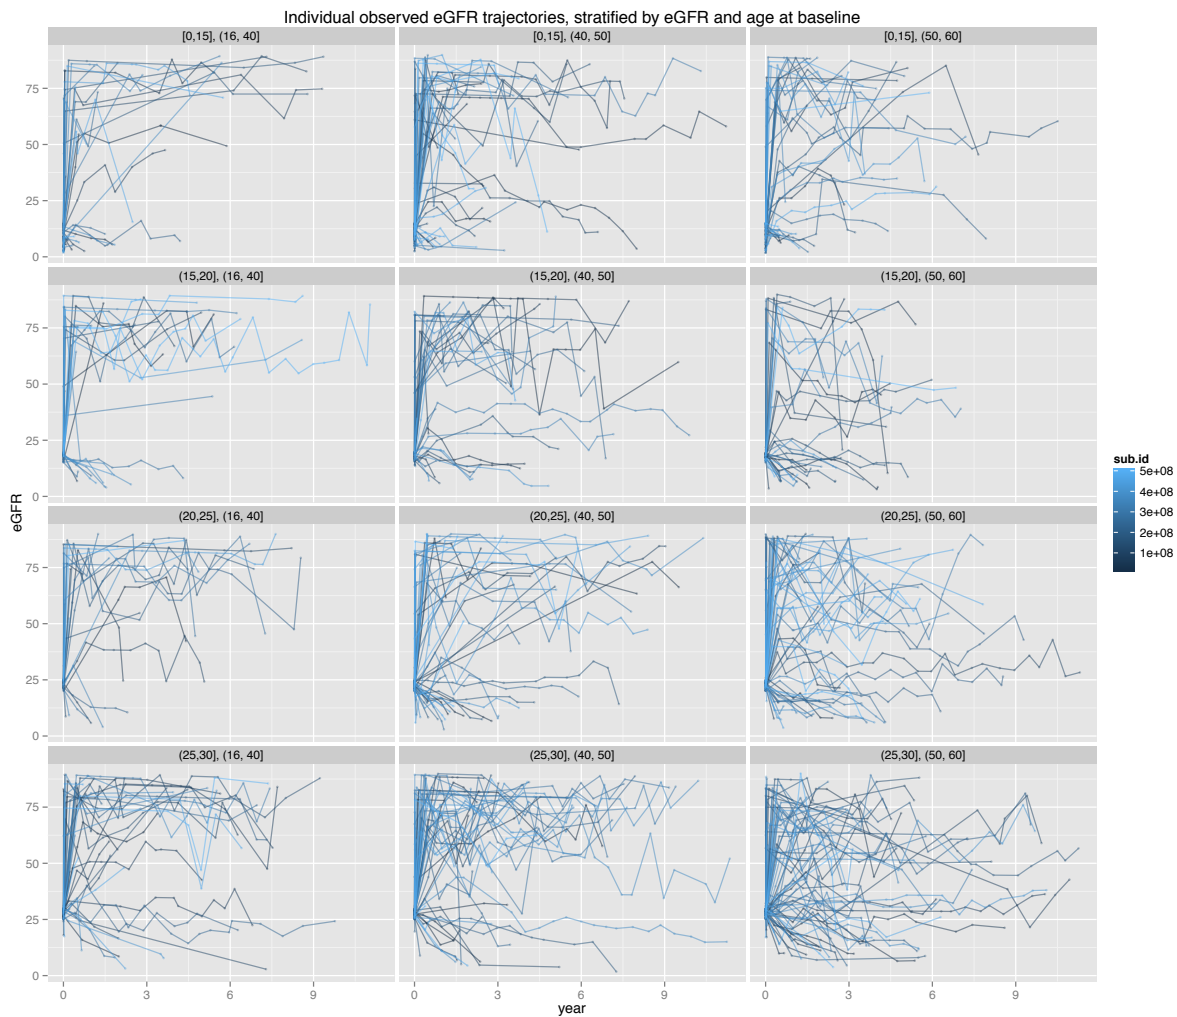 Individual observed eGFR trajectories, stratified by eGFR and age at baseline
[0,15], (16, 40] [0,15], (40, 50] [0,15], (50, 60]
75
50
25
0
(15,20], (16, 40] (15,20], (40, 50] (15,20], (50, 60]
75
50
25
0
eGFR
sub.id
5e+08
4e+08
3e+08
2e+08
1e+08
(20,25], (16, 40] (20,25], (40, 50] (20,25], (50, 60]
75
50
25
0
(25,30], (16, 40] (25,30], (40, 50] (25,30], (50, 60]
75
50
25
0
0 3 6 9 0 3 6 9 0 3 6 9
year